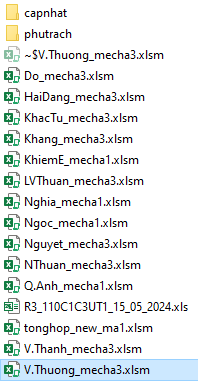 capnhat
phutrach
~$V.Thuong_mecha3.xlsm
Do_mecha3.xlsm
HaiDang_mecha3.xlsm
KhacTu_mecha3.xlsm
Khang_mecha3.xlsm
KhiemE_mecha1.xlsm
LVThuan_mecha3.xlsm
Nghia_mecha1.xlsm
Ngoc_mecha1.xlsm
Nguyet_mecha3.xlsm
NThuan_mecha3.xlsm
Q.Anh_mecha1.xlsm
R3_110C1C3UT1_15_05_2024.xls
tonghop_new_ma1.xlsm
V.Thanh_mecha3.xlsm
V.Thuong_mecha3.xlsm